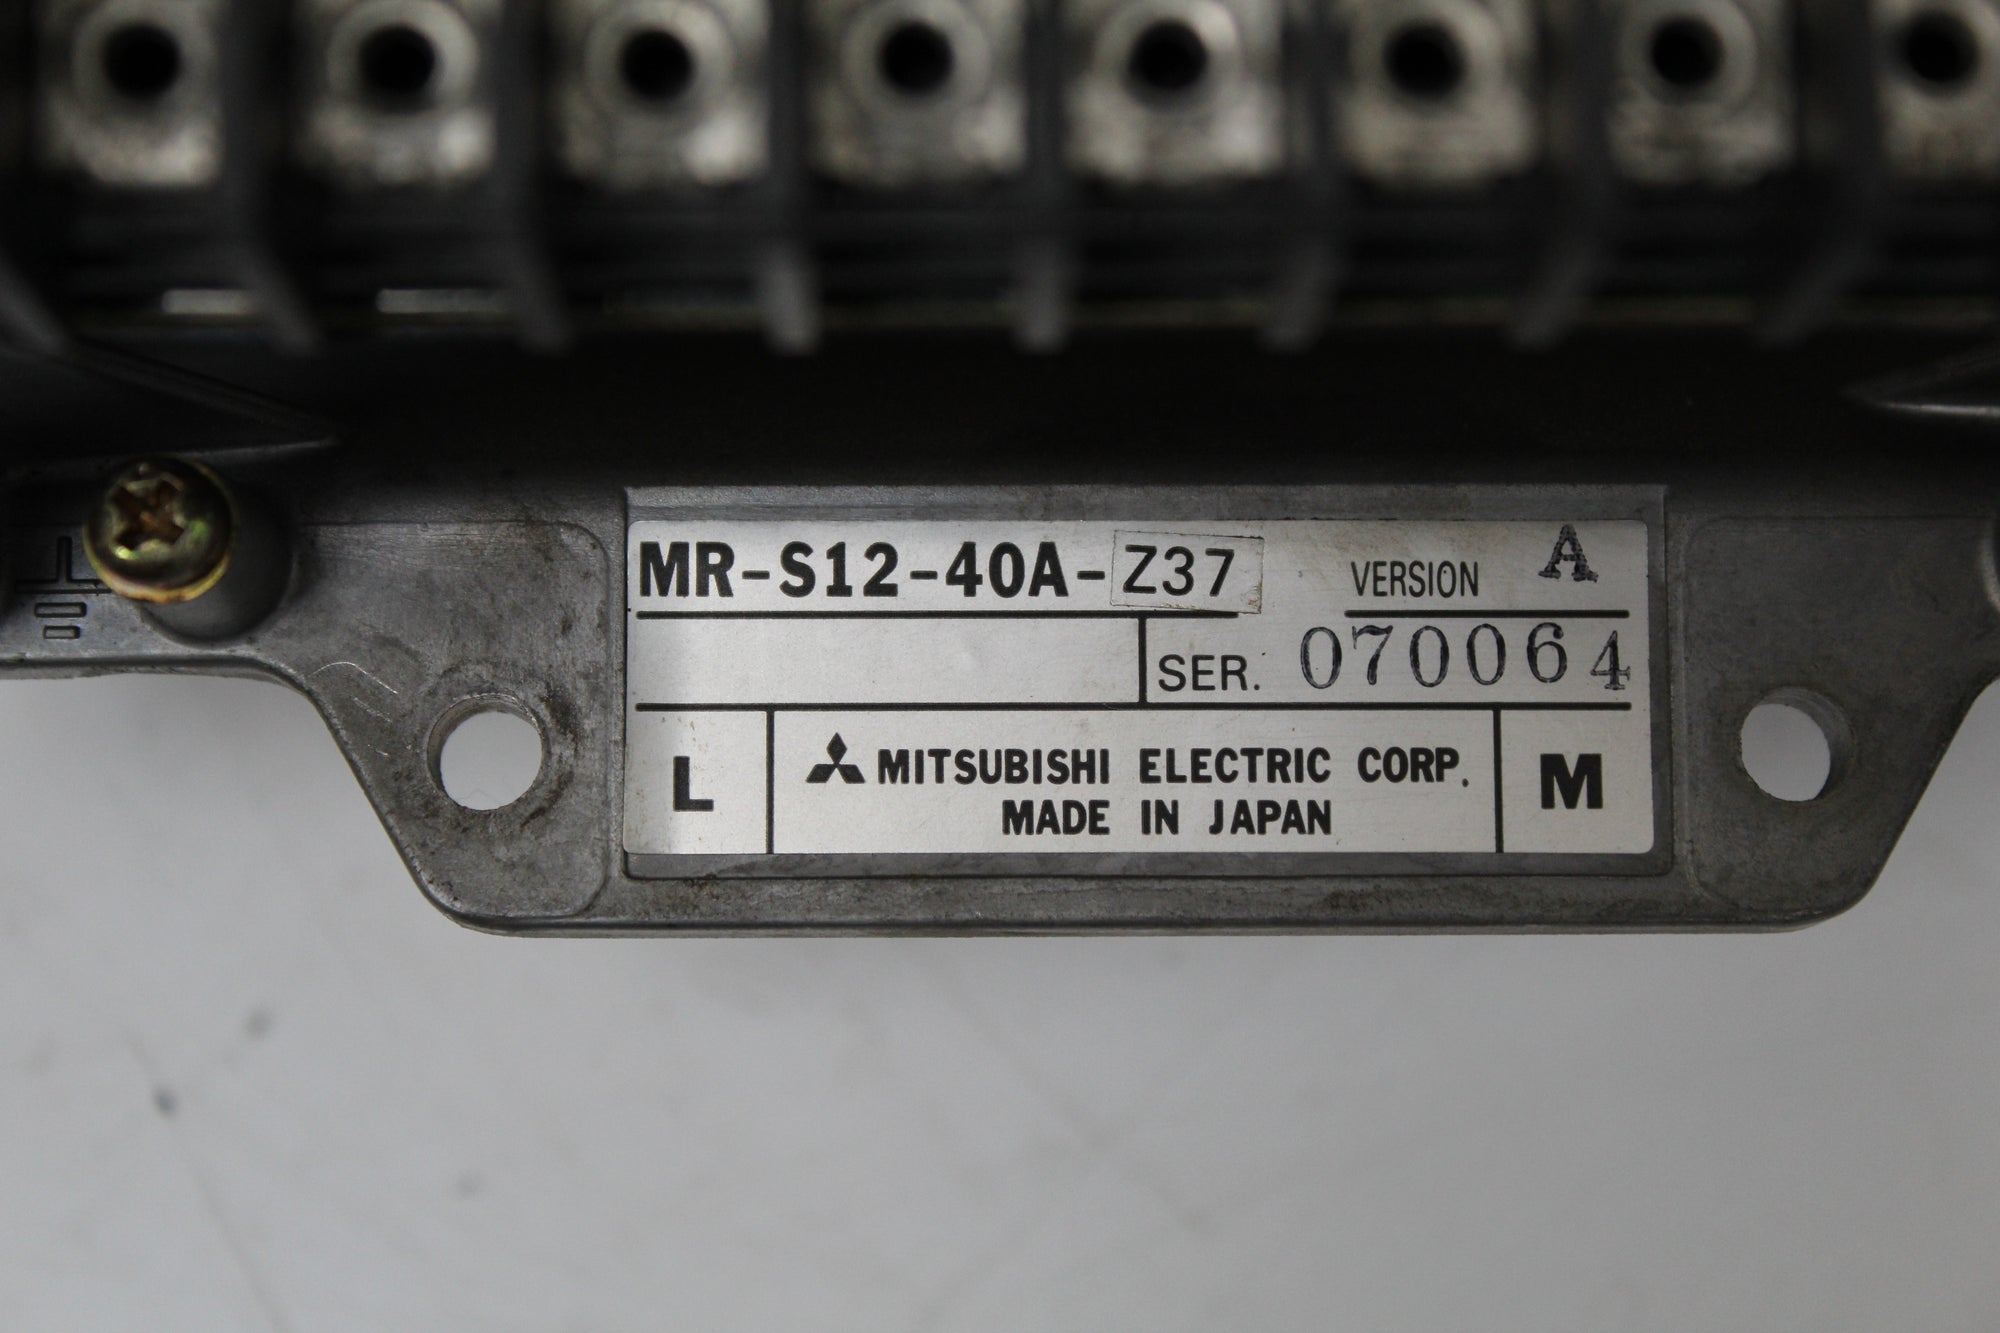 MR-S12-40A-Z37 VERSION A
SER. 070064
L MITSUBISHI ELECTRIC CORP. M
MADE IN JAPAN